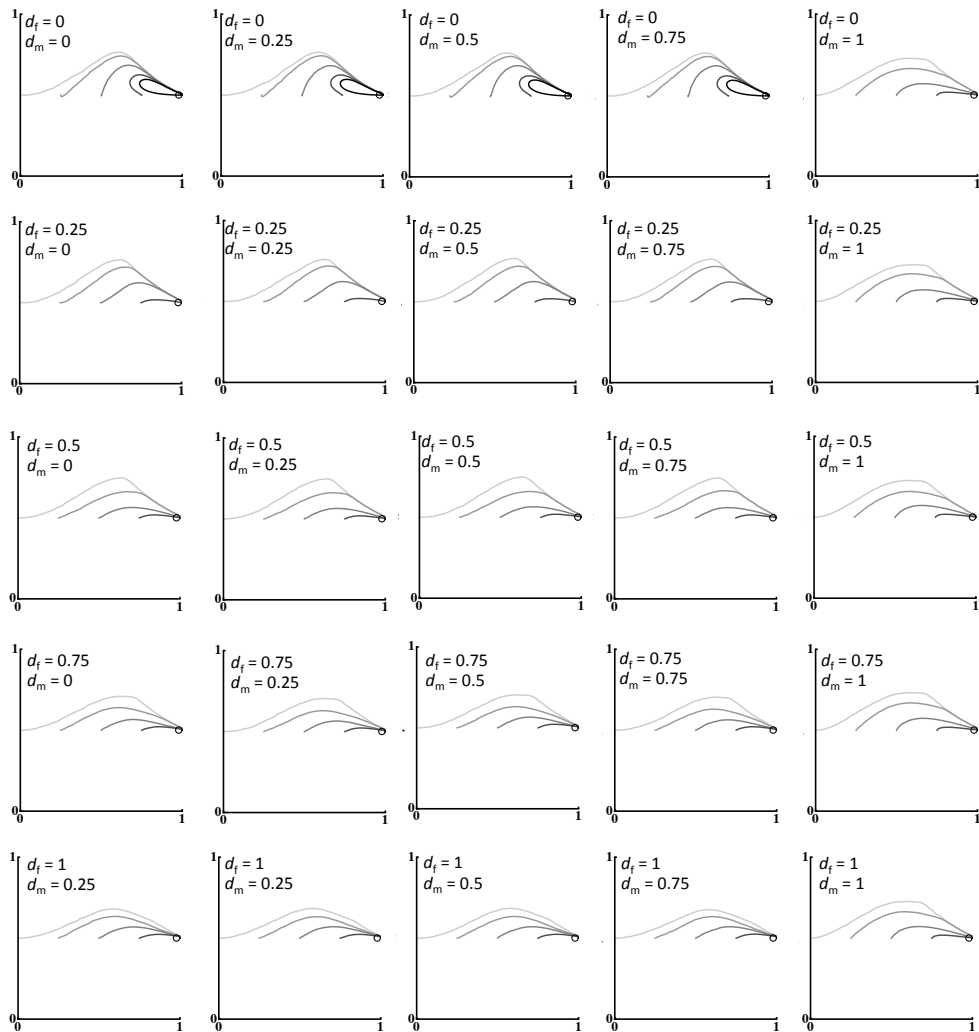 1
d_f = 0
d_m = 0
0
0 1
1
d_f = 0
d_m = 0.25
0
0 1
1
d_f = 0
d_m = 0.5
0
0 1
1
d_f = 0
d_m = 0.75
0
0 1
1
d_f = 0
d_m = 1
0
0 1
1
d_f = 0.25
d_m = 0
0
0 1
1
d_f = 0.25
d_m = 0.25
0
0 1
1
d_f = 0.25
d_m = 0.5
0
0 1
1
d_f = 0.25
d_m = 0.75
0
0 1
1
d_f = 0.25
d_m = 1
0
0 1
1
d_f = 0.5
d_m = 0
0
0 1
1
d_f = 0.5
d_m = 0.25
0
0 1
1
d_f = 0.5
d_m = 0.5
0
0 1
1
d_f = 0.5
d_m = 0.75
0
0 1
1
d_f = 0.5
d_m = 1
0
0 1
1
d_f = 0.75
d_m = 0
0
0 1
1
d_f = 0.75
d_m = 0.25
0
0 1
1
d_f = 0.75
d_m = 0.5
0
0 1
1
d_f = 0.75
d_m = 0.75
0
0 1
1
d_f = 0.75
d_m = 1
0
0 1
1
d_f = 1
d_m = 0.25
0
0 1
1
d_f = 1
d_m = 0.25
0
0 1
1
d_f = 1
d_m = 0.5
0
0 1
1
d_f = 1
d_m = 0.75
0
0 1
1
d_f = 1
d_m = 1
0
0 1